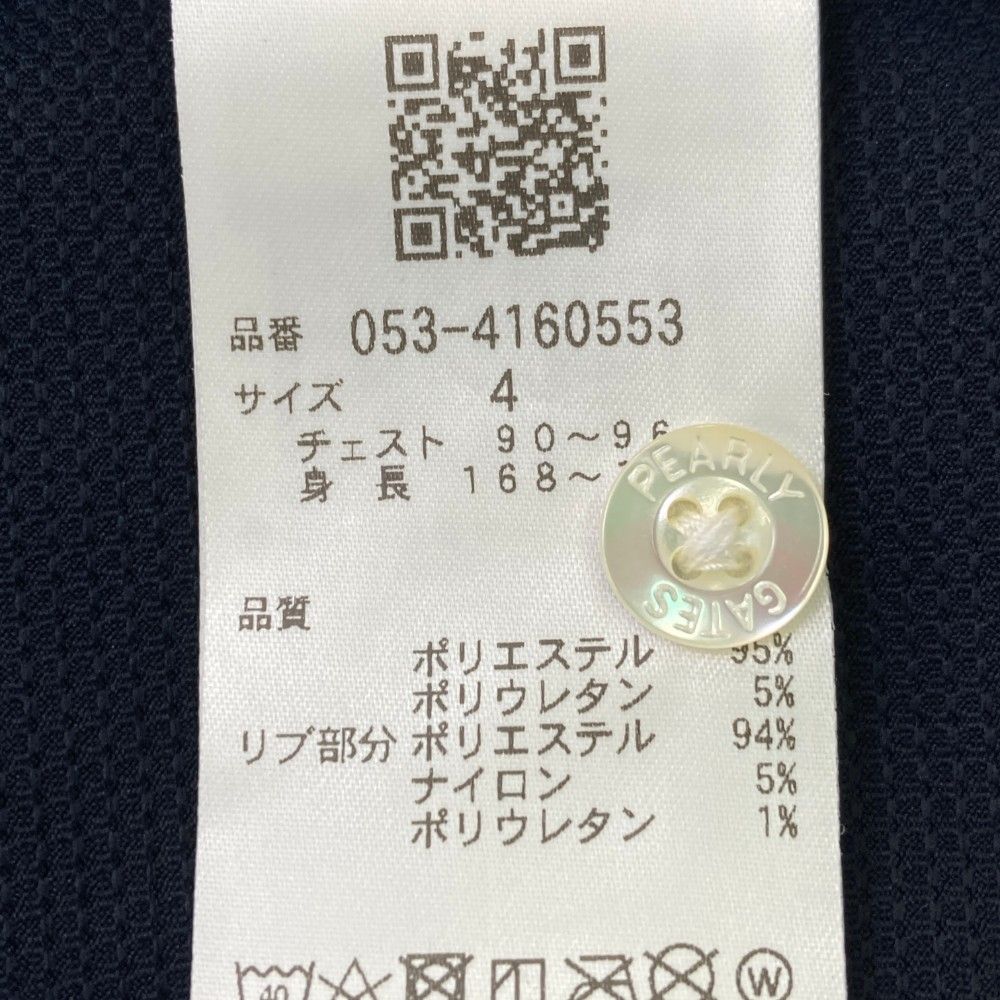 品番 053-4160553
サイズ 4
チェスト 90～96
身長 168～
PEARLY
GATES
品質
ポリエステル 95%
ポリウレタン 5%
リブ部分 ポリエステル 94%
ナイロン 5%
ポリウレタン 1%
W